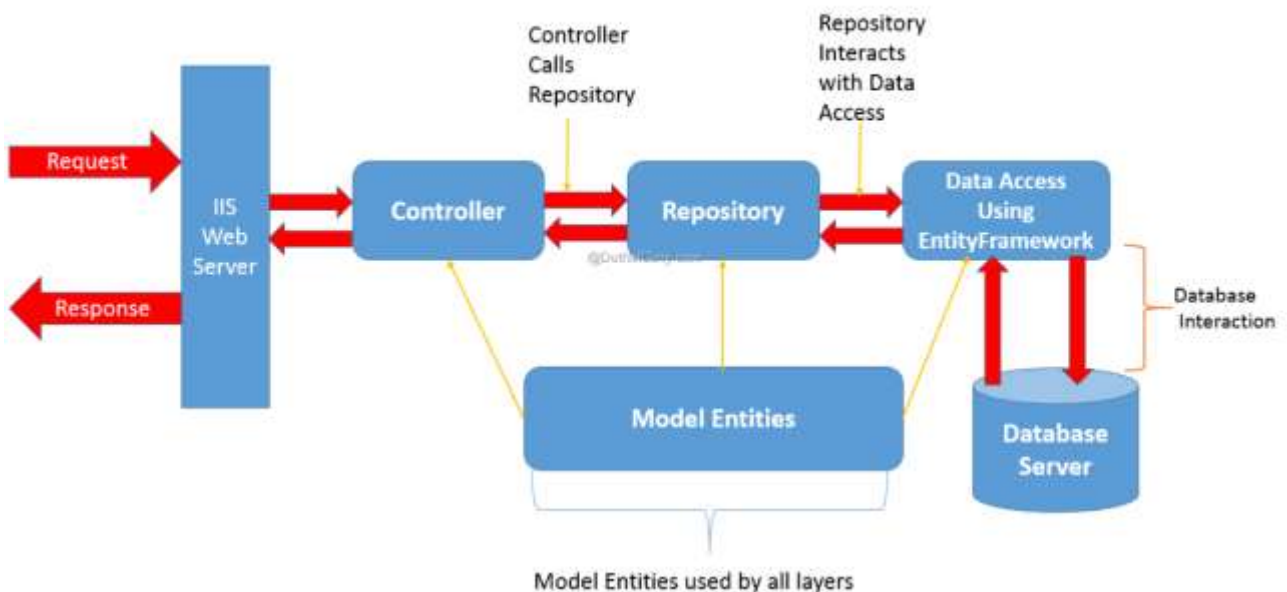 Controller
Calls
Repository
Repository
Interacts
with Data
Access
Request
Response
IIS
Web
Server
Controller
Repository
Data Access
Using
EntityFramework
Database
Interaction
Model Entities
Database
Server
Model Entities used by all layers